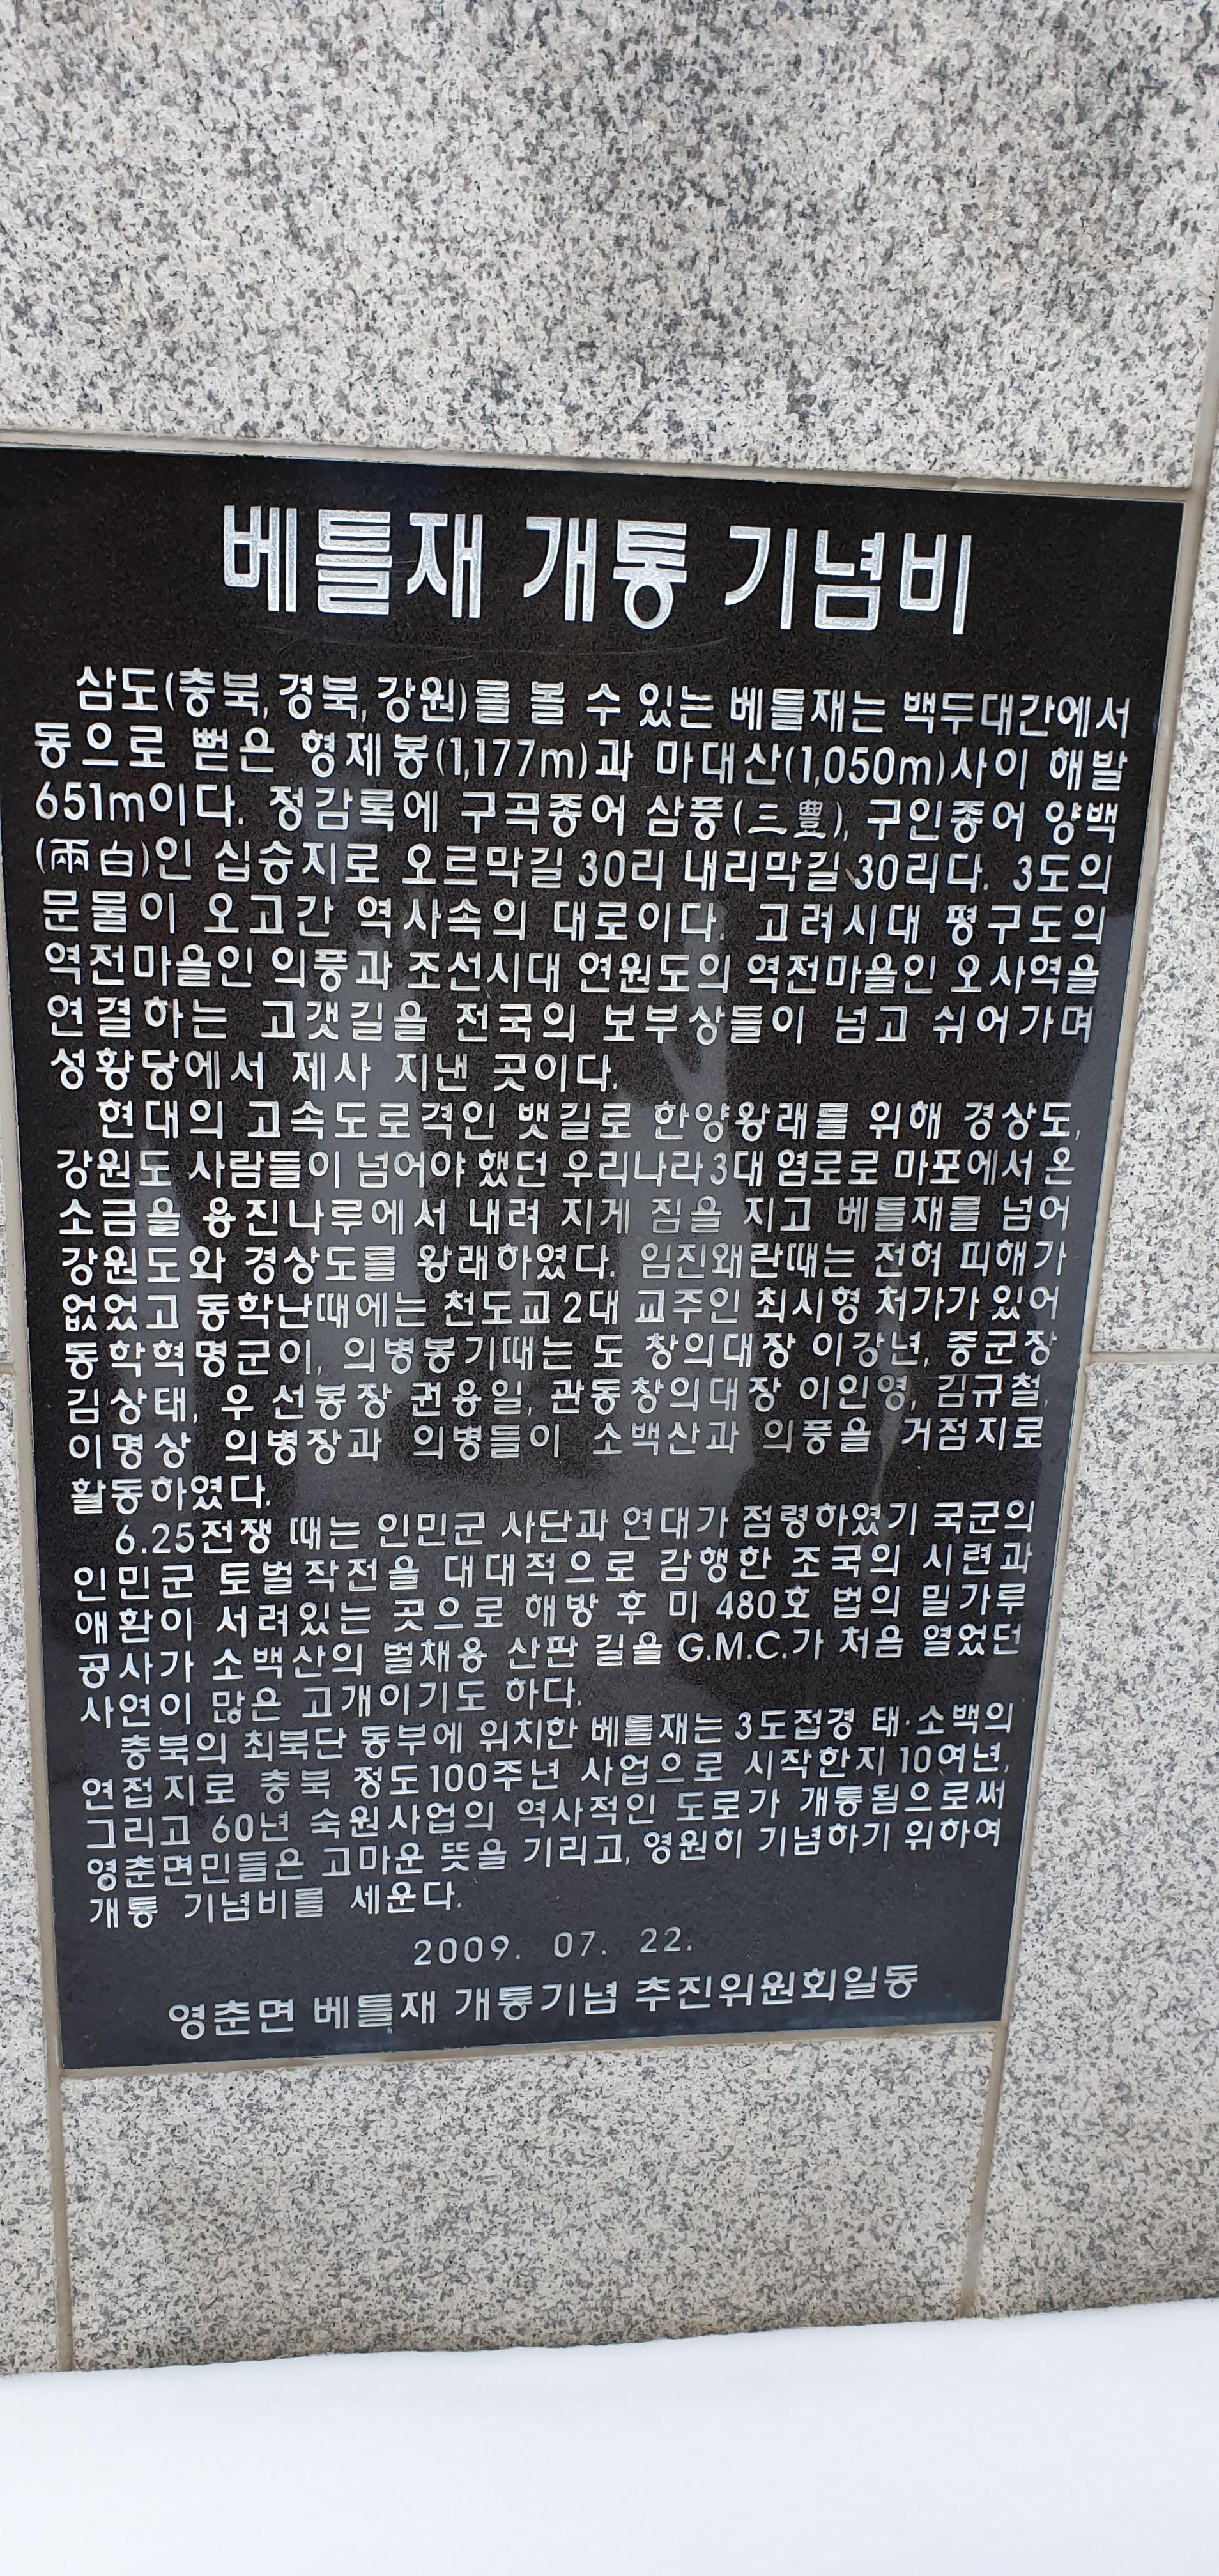 베틀재 개통 기념비
삼도(충북, 경북, 강원)를 볼 수 있는 베틀재는 백두대간에서
동으로 뻗은 형제봉(1,177m)과 마대산(1,050m)사이 해발
651m이다. 정감록에 구곡종어 삼풍(三豊), 구인종어 양백
(兩白)인 십승지로 오르막길 30리 내리막길 30리다. 3도의
문물이 오고간 역사속의 대로이다. 고려시대 평구도의
역전마을인 의풍과 조선시대 연원도의 역전마을인 오사역을
연결하는 고갯길을 전국의 보부상들이 넘고 쉬어가며
성황당에서 제사 지낸 곳이다.
현대의 고속도로격인 뱃길로 한양왕래를 위해 경상도,
강원도 사람들이 넘어야 했던 우리나라 3대 염로로 마포에서 온
소금을 용진나루에서 내려 지게 짐을 지고 베틀재를 넘어
강원도와 경상도를 왕래하였다. 임진왜란때는 전혀 피해가
없었고 동학난때에는 천도교 2대 교주인 최시형 처가가 있어
동학혁명군이, 의병봉기때는 도 창의대장 이강년, 중군장
김상태, 우 선봉장 권용일, 관동창의대장 이인영, 김규철,
이명상 의병장과 의병들이 소백산과 의풍을 거점지로
활동하였다.
6.25전쟁 때는 인민군 사단과 연대가 점령하였기 국군의
인민군 토벌작전을 대대적으로 감행한 조국의 시련과
애환이 서려있는 곳으로 해방 후 미 480호 법의 밀가루
공사가 소백산의 벌채용 산판 길을 G.M.C.가 처음 열었던
사연이 많은 고개이기도 하다.
충북의 최북단 동부에 위치한 베틀재는 3도접경 태·소백의
연접지로 충북 정도100주년 사업으로 시작한지 10여년,
그리고 60년 숙원사업의 역사적인 도로가 개통됨으로써
영춘면민들은 고마운 뜻을 기리고, 영원히 기념하기 위하여
개통 기념비를 세운다.
2009. 07. 22.
영춘면 베틀재 개통기념 추진위원회일동